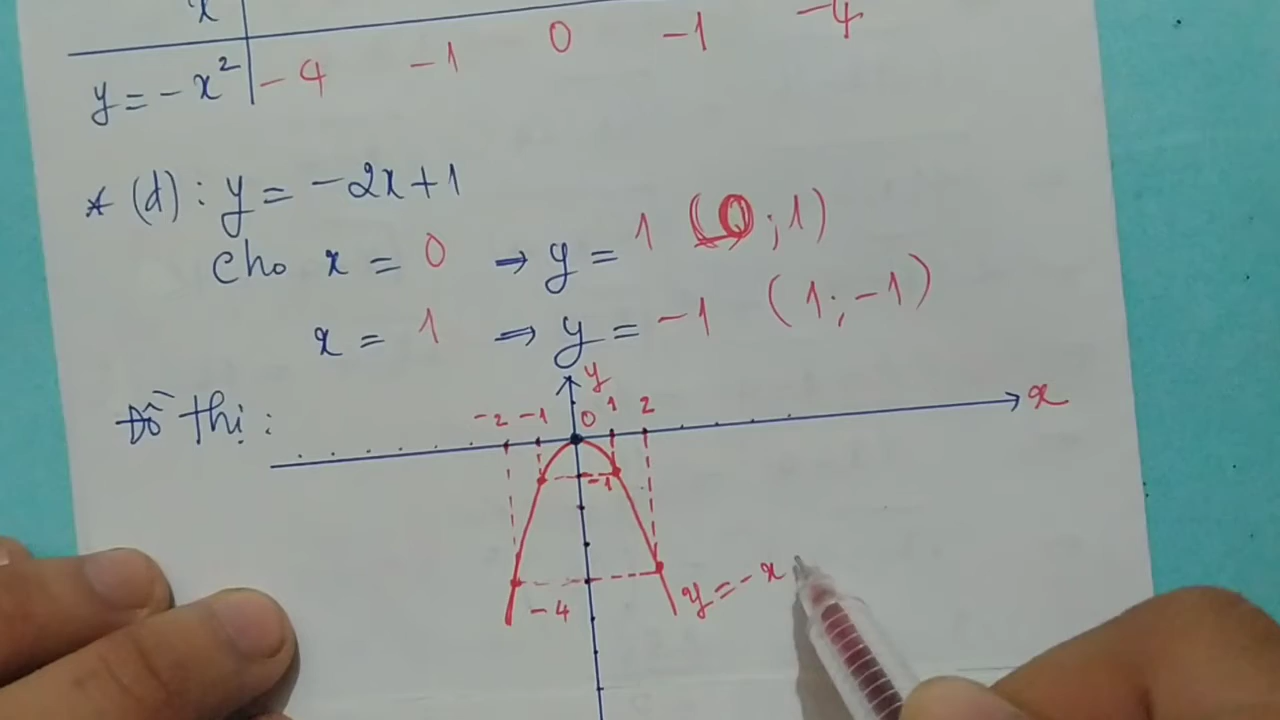 x
y = -x² -4 -1 0 -1 -4
* (d) : y = -2x+1
Cho x = 0 → y = 1 (0 ; 1)
x = 1 ⇒ y = -1 (1 ; -1)
Đồ thị :
y
-2 -1 0 1 2 x
-1
-4
y = -x